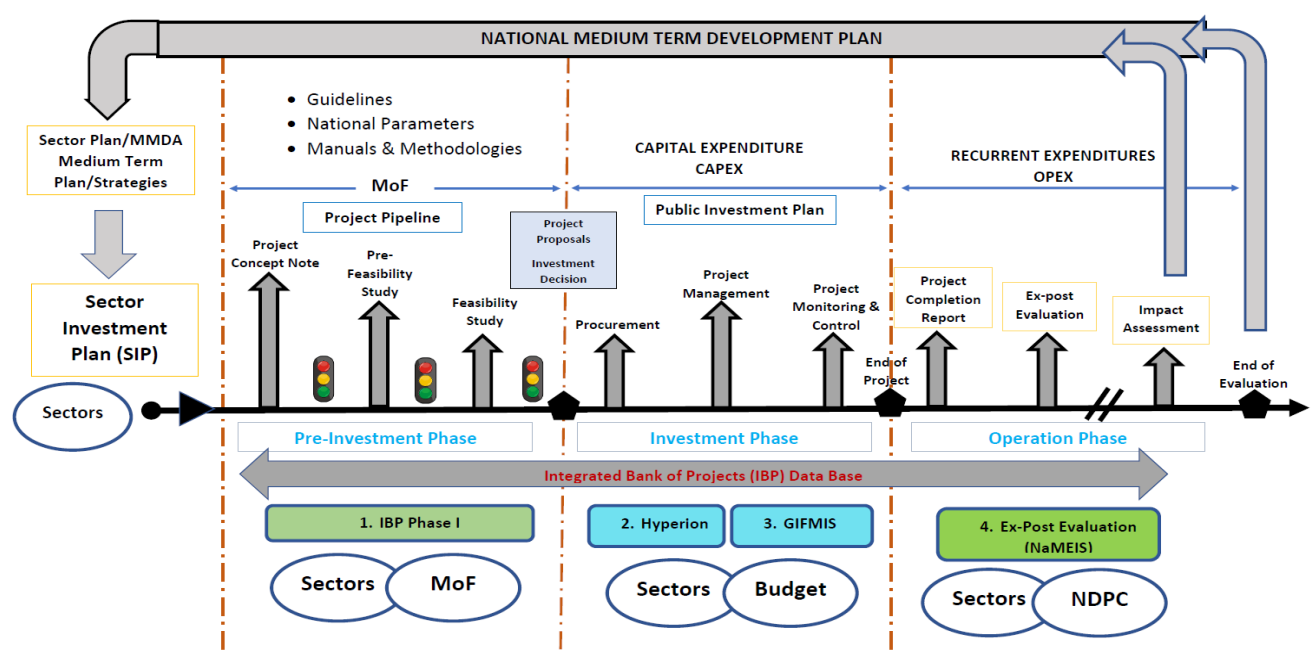 NATIONAL MEDIUM TERM DEVELOPMENT PLAN
Sector Plan/MMDA
Medium Term
Plan/Strategies
Sector
Investment
Plan (SIP)
Sectors
• Guidelines
• National Parameters
• Manuals & Methodologies
MoF
Project Pipeline
CAPITAL EXPENDITURE
CAPEX
Public Investment Plan
RECURRENT EXPENDITURES
OPEX
Project
Concept Note
Pre-
Feasibility
Study
Feasibility
Study
Project
Proposals
Investment
Decision
Procurement
Project
Management
Project
Monitoring &
Control
End of
Project
Project
Completion
Report
Ex-post
Evaluation
Impact
Assessment
End of
Evaluation
Pre-Investment Phase
Investment Phase
Operation Phase
Integrated Bank of Projects (IBP) Data Base
1. IBP Phase I
2. Hyperion
3. GIFMIS
4. Ex-Post Evaluation
(NaMEIS)
Sectors
MoF
Sectors
Budget
Sectors
NDPC